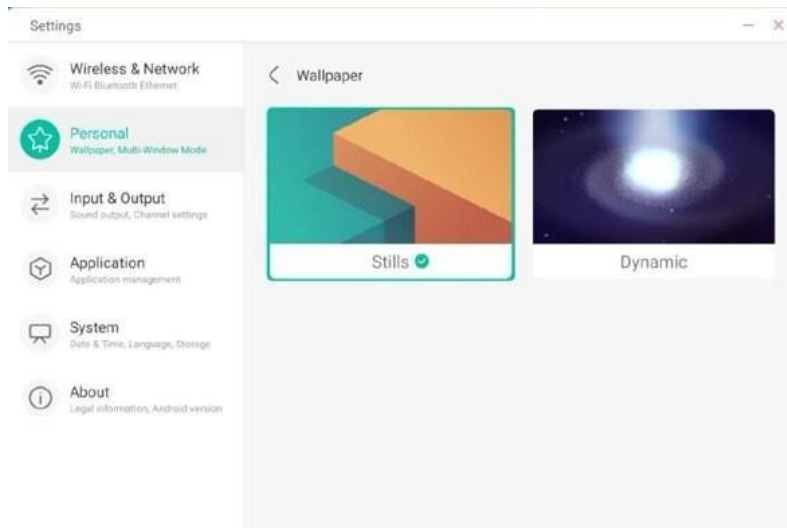 Settings
Wireless & Network
Wi-Fi Bluetooth Ethernet
Personal
Wallpaper, Multi-Window Mode
Input & Output
Sound output, Channel settings
Application
Application management
System
Date & Time, Language, Storage
About
Legal information, Android version
Wallpaper
Stills
Dynamic